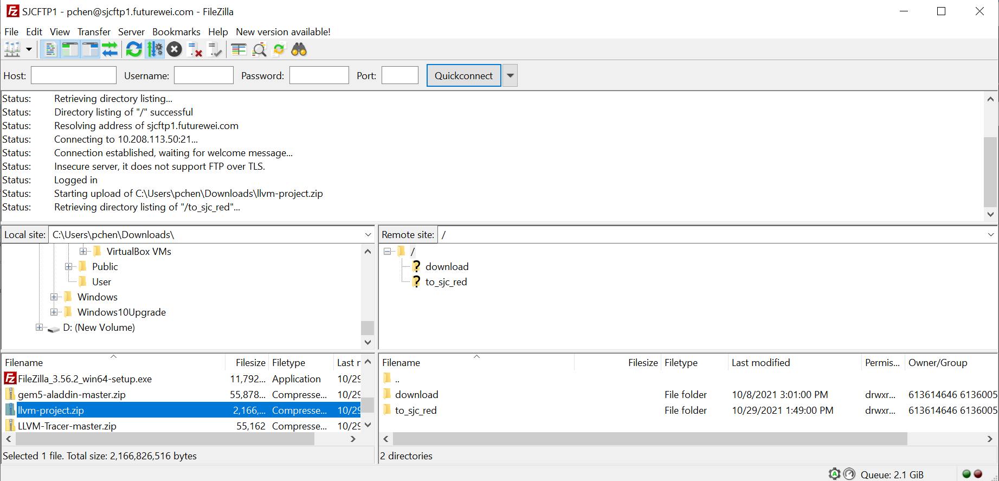 SJCFTP1 - pchen@sjcftp1.futurewei.com - FileZilla
File Edit View Transfer Server Bookmarks Help New version available!
Host: Username: Password: Port: Quickconnect
Status: Retrieving directory listing...
Status: Directory listing of "/" successful
Status: Resolving address of sjcftp1.futurewei.com
Status: Connecting to 10.208.113.50:21...
Status: Connection established, waiting for welcome message...
Status: Insecure server, it does not support FTP over TLS.
Status: Logged in
Status: Starting upload of C:\Users\pchen\Downloads\llvm-project.zip
Status: Retrieving directory listing of "/to_sjc_red"...
Local site: C:\Users\pchen\Downloads\
VirtualBox VMs
Public
User
Windows
Windows10Upgrade
D: (New Volume)
Remote site: /
/
download
to_sjc_red
Filename Filesize Filetype Last r
FileZilla_3.56.2_win64-setup.exe 11,792... Application 10/29
gem5-aladdin-master.zip 55,878... Compresse... 10/29
llvm-project.zip 2,166,... Compresse... 10/29
LLVM-Tracer-master.zip 55,162 Compresse... 10/29
Selected 1 file. Total size: 2,166,826,516 bytes
Filename Filesize Filetype Last modified Permis... Owner/Group
..
download File folder 10/8/2021 3:01:00 PM drwxr... 613614646 6136005
to_sjc_red File folder 10/29/2021 1:49:00 PM drwxr... 613614646 6136005
2 directories
Queue: 2.1 GiB